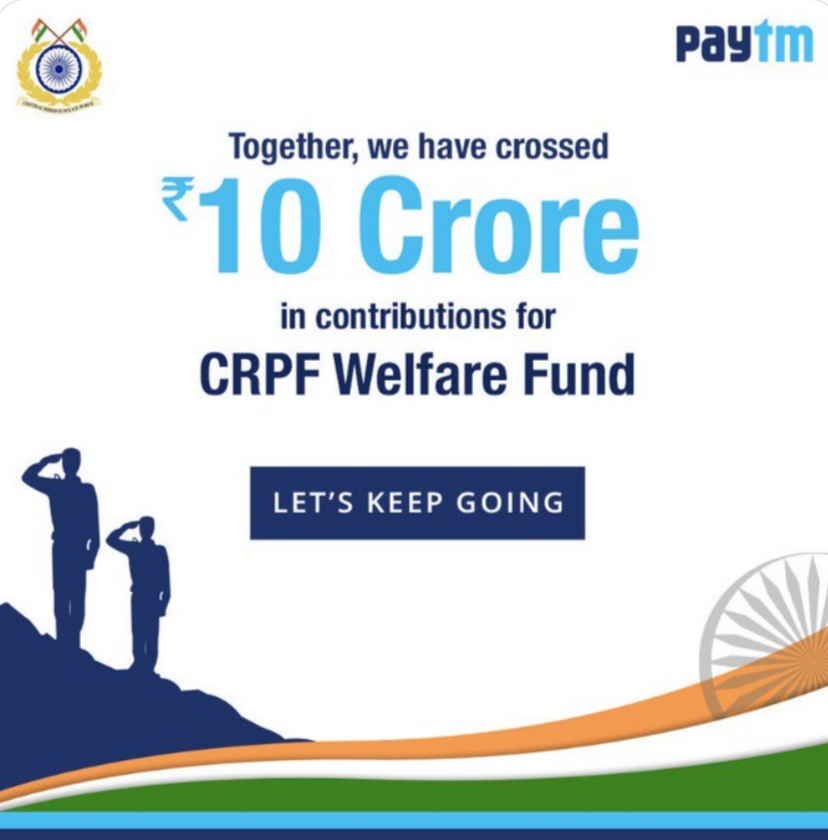 paytm
Together, we have crossed
₹10 Crore
in contributions for
CRPF Welfare Fund
LET'S KEEP GOING